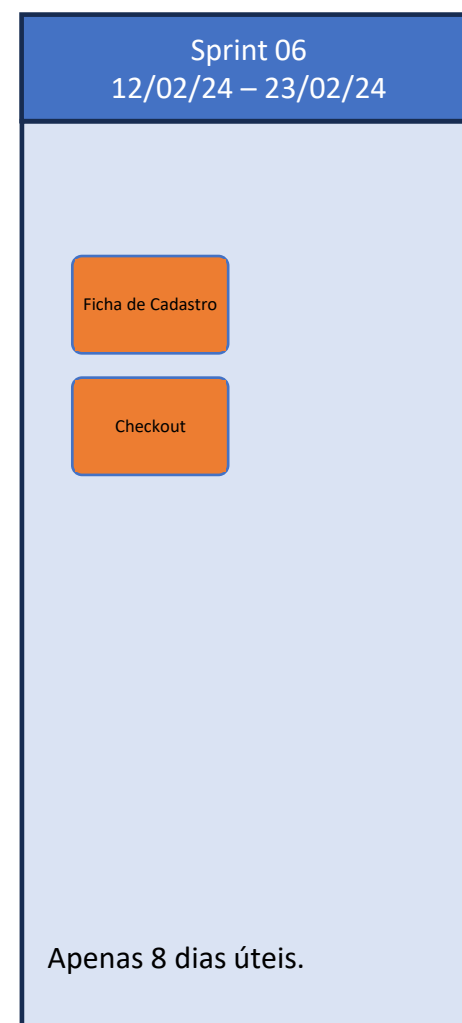 Sprint 06
12/02/24 – 23/02/24
Ficha de Cadastro
Checkout
Apenas 8 dias úteis.